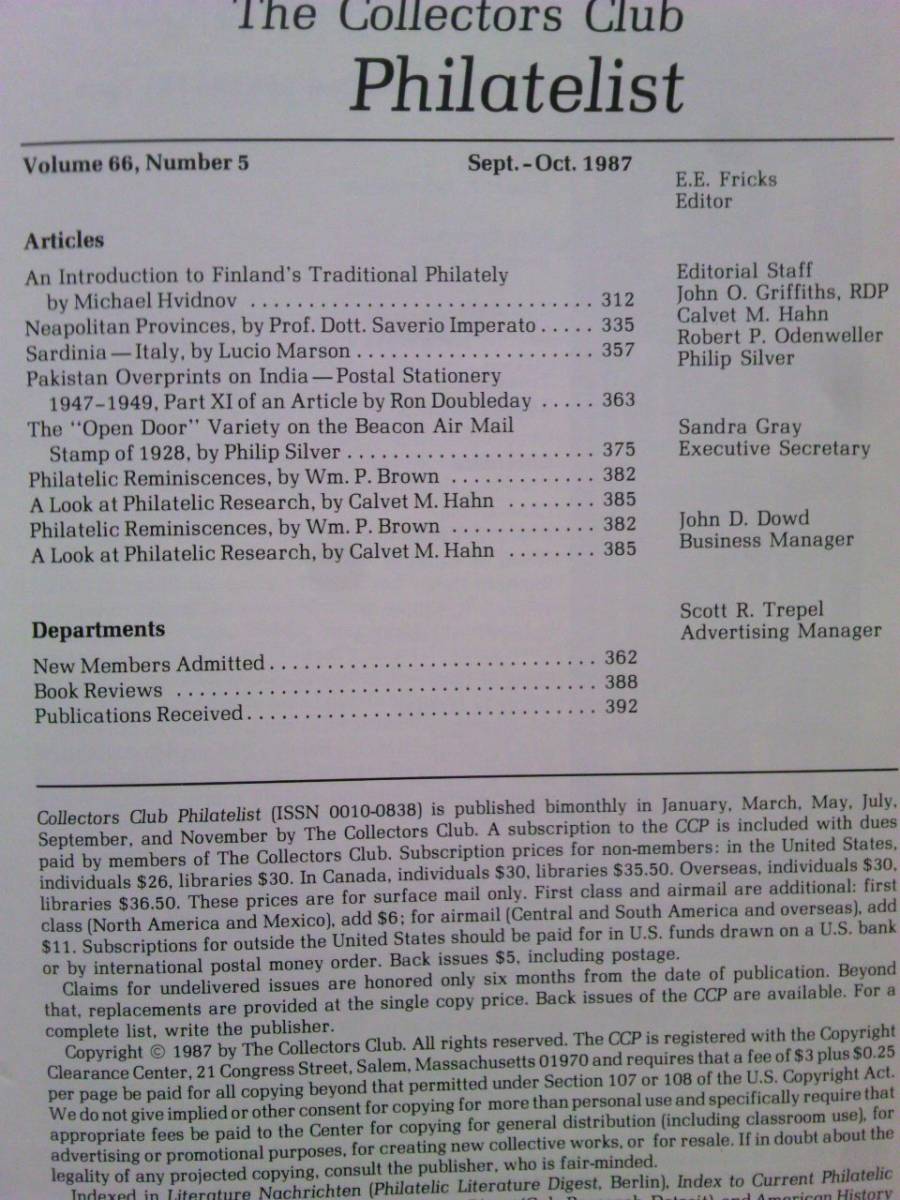 The Collectors Club
Philatelist
Volume 66, Number 5 Sept.-Oct. 1987
Articles
An Introduction to Finland's Traditional Philately
by Michael Hvidnov .............................. 312
Neapolitan Provinces, by Prof. Dott. Saverio Imperato ..... 335
Sardinia — Italy, by Lucio Marson ..................... 357
Pakistan Overprints on India — Postal Stationery
1947-1949, Part XI of an Article by Ron Doubleday ..... 363
The "Open Door" Variety on the Beacon Air Mail
Stamp of 1928, by Philip Silver ...................... 375
Philatelic Reminiscences, by Wm. P. Brown ............. 382
A Look at Philatelic Research, by Calvet M. Hahn ........ 385
Philatelic Reminiscences, by Wm. P. Brown ............. 382
A Look at Philatelic Research, by Calvet M. Hahn ........ 385
Departments
New Members Admitted .............................. 362
Book Reviews ...................................... 388
Publications Received ................................ 392
E.E. Fricks
Editor
Editorial Staff
John O. Griffiths, RDP
Calvet M. Hahn
Robert P. Odenweller
Philip Silver
Sandra Gray
Executive Secretary
John D. Dowd
Business Manager
Scott R. Trepel
Advertising Manager
Collectors Club Philatelist (ISSN 0010-0838) is published bimonthly in January, March, May, July,
September, and November by The Collectors Club. A subscription to the CCP is included with dues
paid by members of The Collectors Club. Subscription prices for non-members: in the United States,
individuals $26, libraries $30. In Canada, individuals $30, libraries $35.50. Overseas, individuals $30,
libraries $36.50. These prices are for surface mail only. First class and airmail are additional: first
class (North America and Mexico), add $6; for airmail (Central and South America and overseas), add
$11. Subscriptions for outside the United States should be paid for in U.S. funds drawn on a U.S. bank
or by international postal money order. Back issues $5, including postage.
Claims for undelivered issues are honored only six months from the date of publication. Beyond
that, replacements are provided at the single copy price. Back issues of the CCP are available. For a
complete list, write the publisher.
Copyright © 1987 by The Collectors Club. All rights reserved. The CCP is registered with the Copyright
Clearance Center, 21 Congress Street, Salem, Massachusetts 01970 and requires that a fee of $3 plus $0.25
per page be paid for all copying beyond that permitted under Section 107 or 108 of the U.S. Copyright Act.
We do not give implied or other consent for copying for more than personal use and specifically require that
appropriate fees be paid to the Center for copying for general distribution (including classroom use), for
advertising or promotional purposes, for creating new collective works, or for resale. If in doubt about the
legality of any projected copying, consult the publisher, who is fair-minded.
Indexed in Literature Nachrichten (Philatelic Literature Digest, Berlin), Index to Current Philatelic
American History